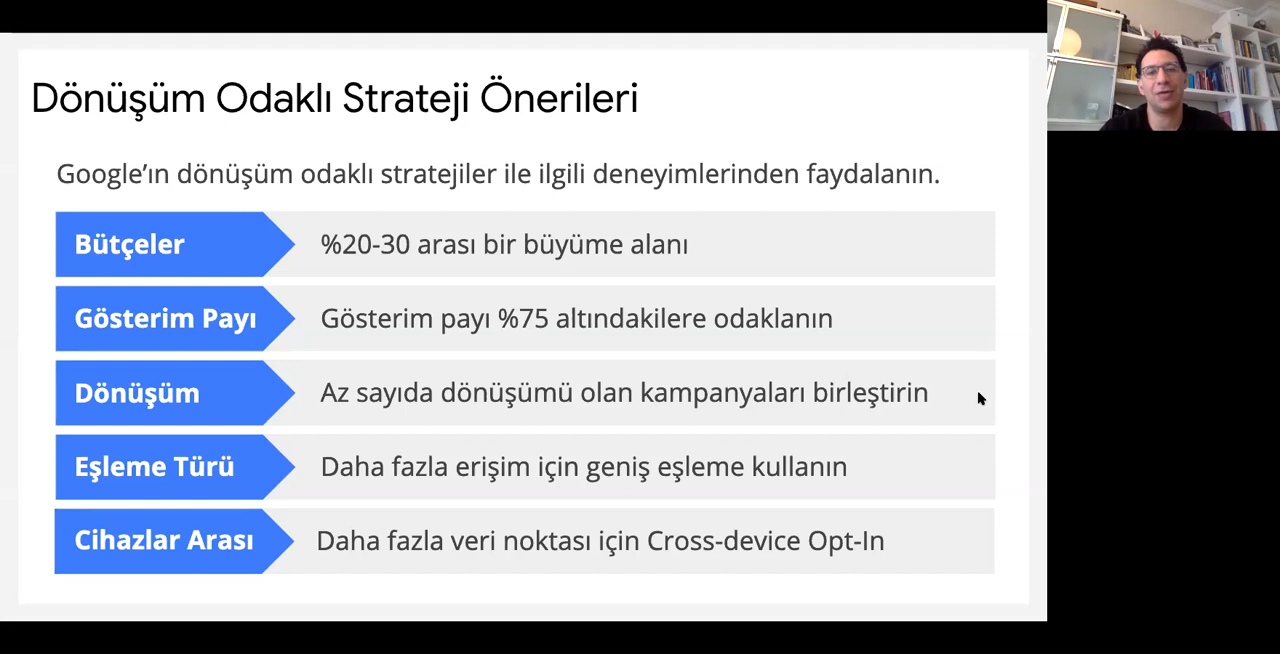 Dönüşüm Odaklı Strateji Önerileri
Google'ın dönüşüm odaklı stratejiler ile ilgili deneyimlerinden faydalanın.
Bütçeler %20-30 arası bir büyüme alanı
Gösterim Payı Gösterim payı %75 altındakilere odaklanın
Dönüşüm Az sayıda dönüşümü olan kampanyaları birleştirin
Eşleme Türü Daha fazla erişim için geniş eşleme kullanın
Cihazlar Arası Daha fazla veri noktası için Cross-device Opt-In